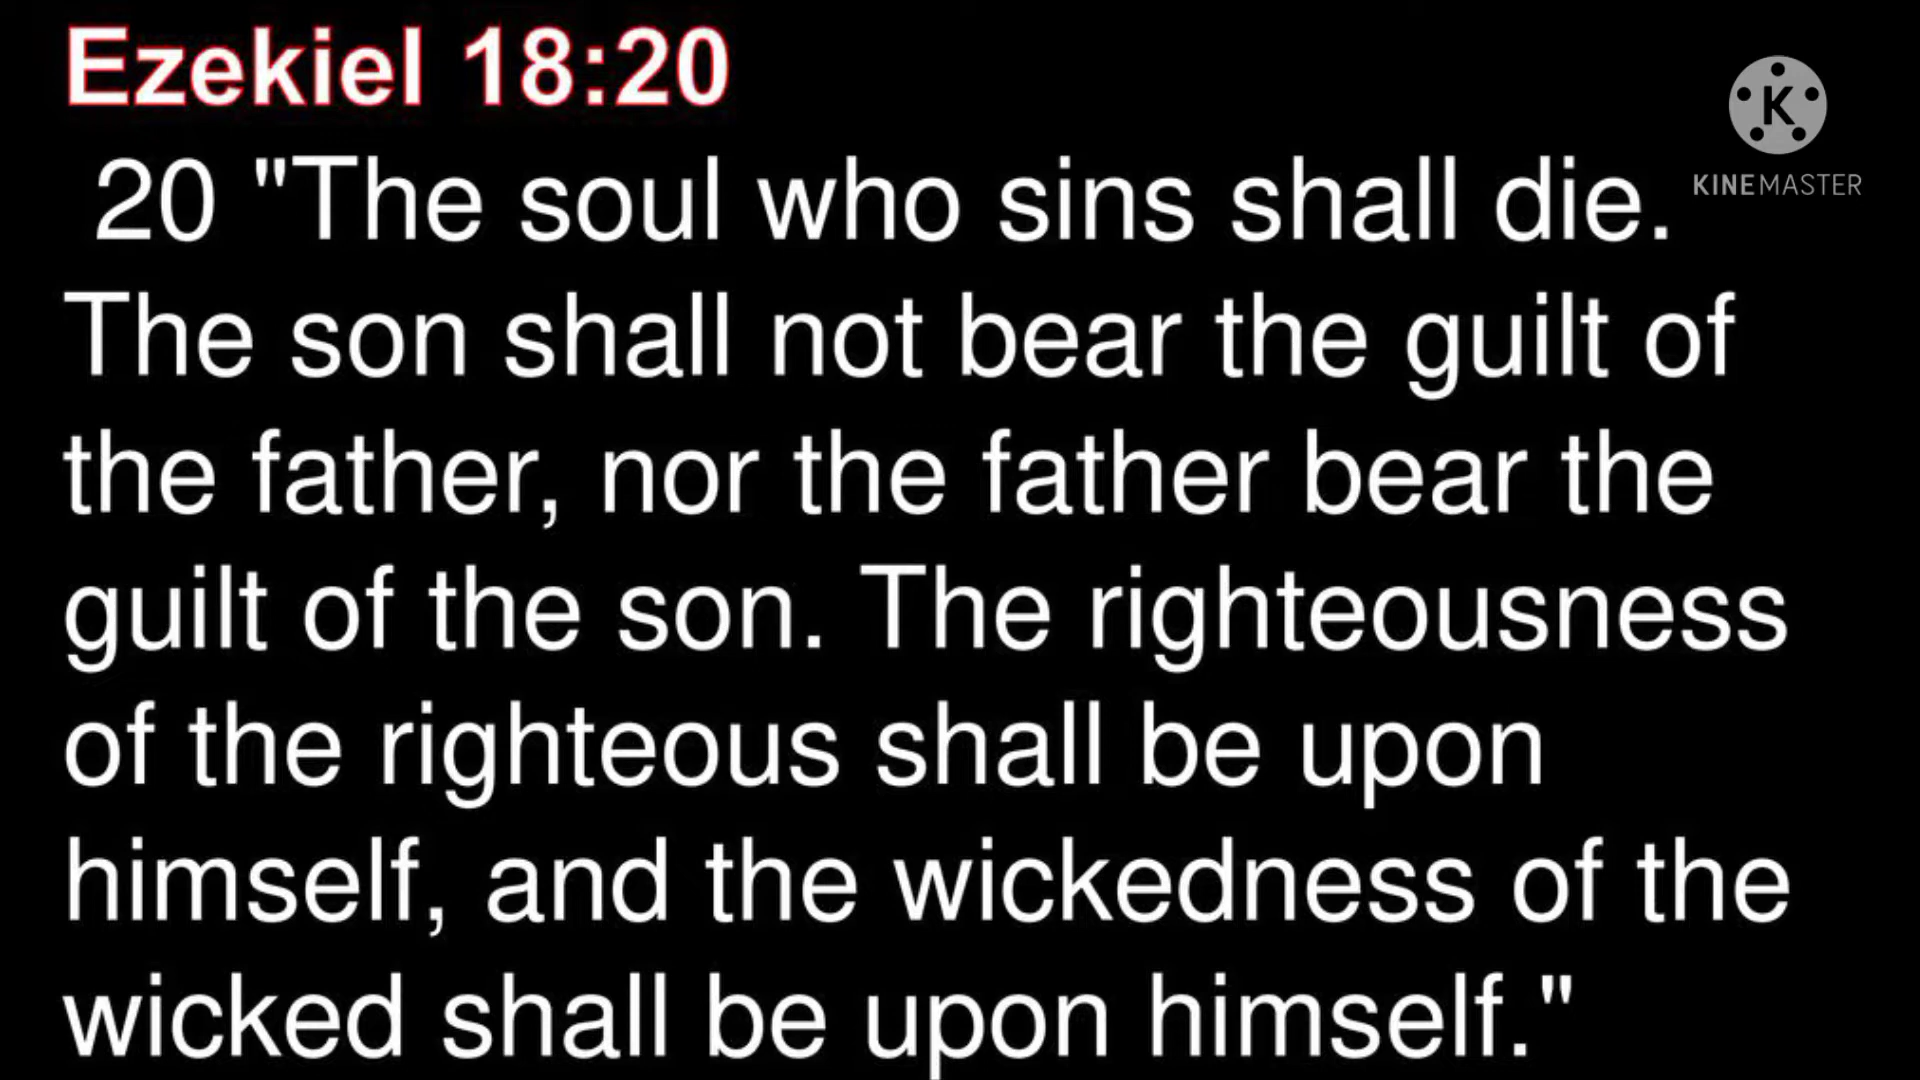 Ezekiel 18:20
K
KINEMASTER
20 "The soul who sins shall die.
The son shall not bear the guilt of
the father, nor the father bear the
guilt of the son. The righteousness
of the righteous shall be upon
himself, and the wickedness of the
wicked shall be upon himself."